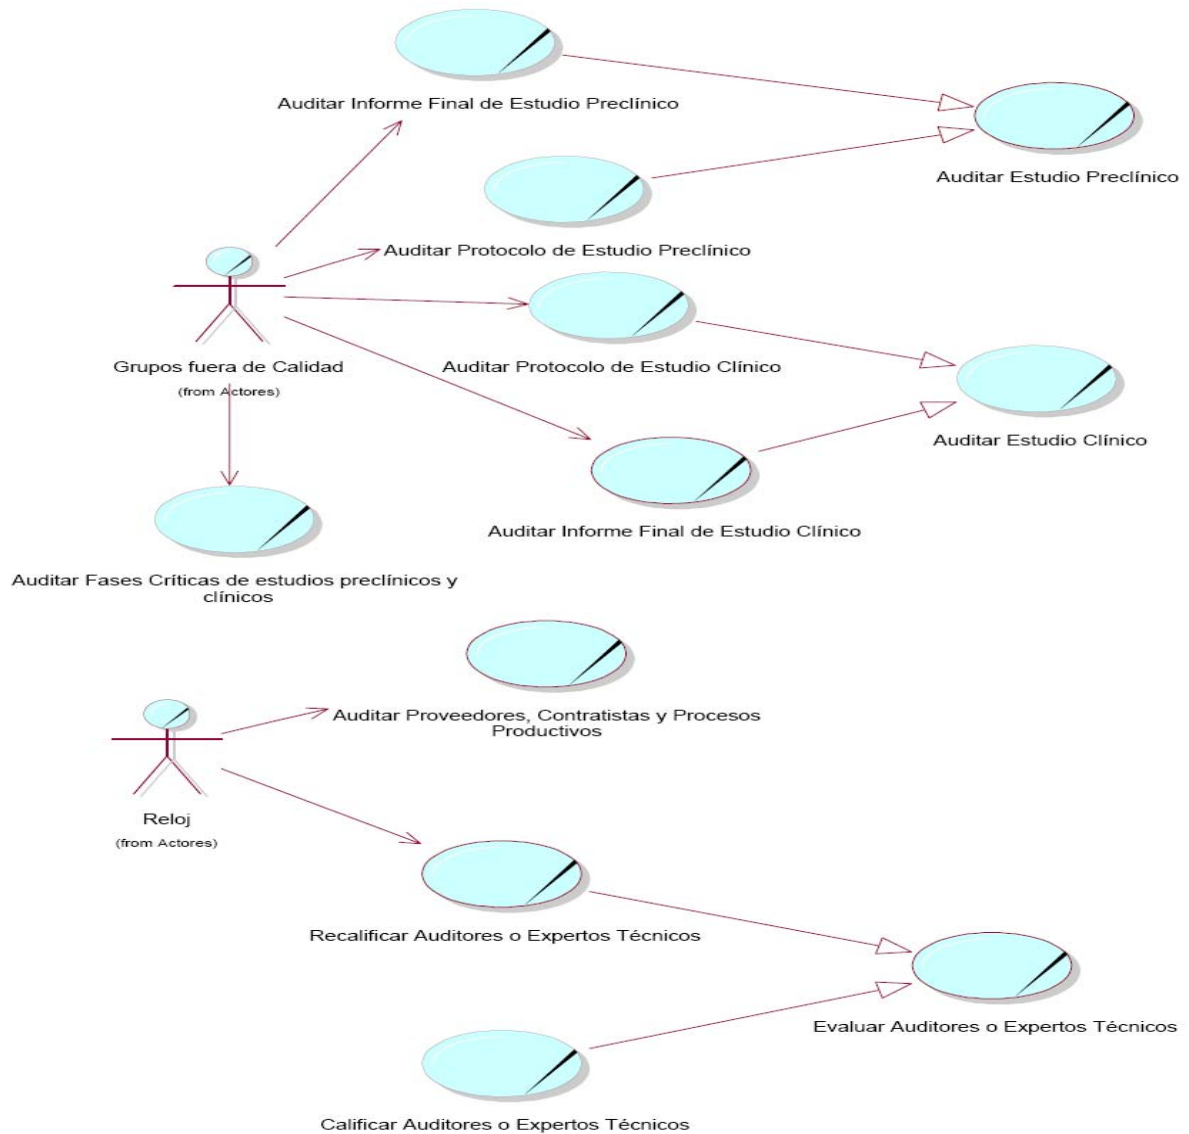 Auditar Informe Final de Estudio Preclínico
Auditar Estudio Preclínico
Auditar Protocolo de Estudio Preclínico
Grupos fuera de Calidad
(from Actores)
Auditar Protocolo de Estudio Clínico
Auditar Estudio Clínico
Auditar Informe Final de Estudio Clínico
Auditar Fases Críticas de estudios preclínicos y
clínicos
Auditar Proveedores, Contratistas y Procesos
Productivos
Reloj
(from Actores)
Recalificar Auditores o Expertos Técnicos
Evaluar Auditores o Expertos Técnicos
Calificar Auditores o Expertos Técnicos